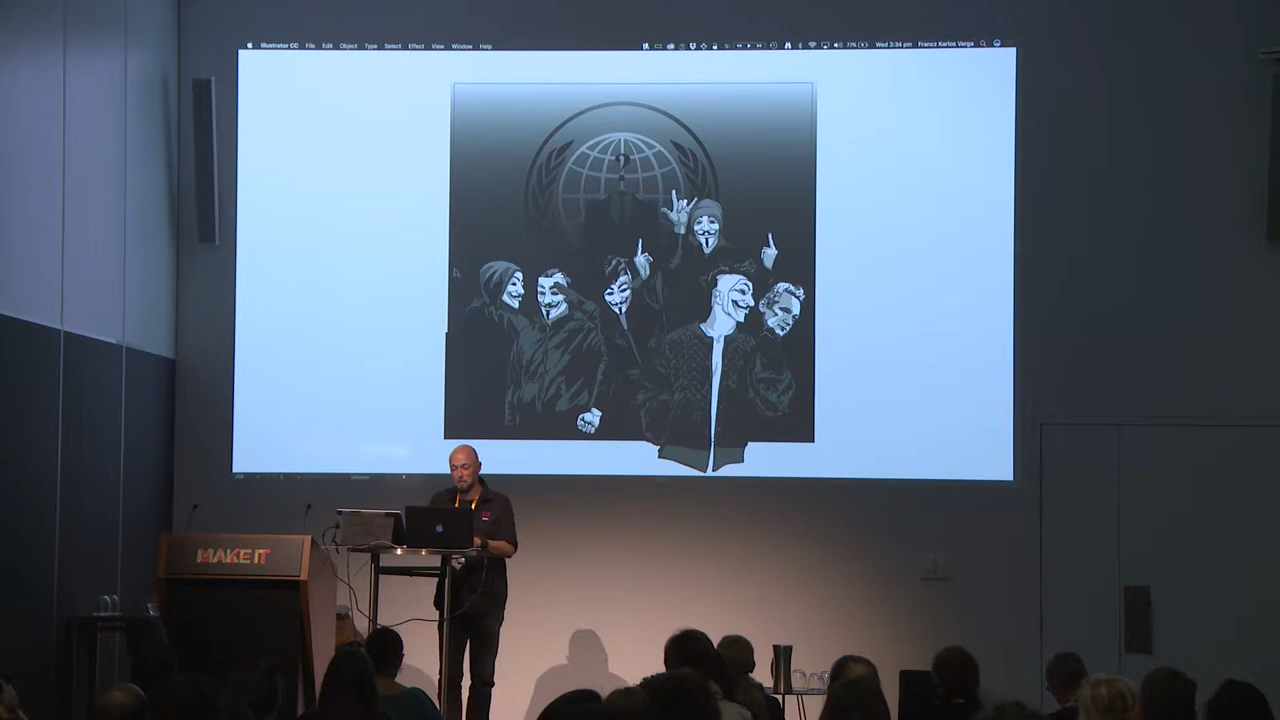 Illustrator CC File Edit Object Type Select Effect View Window Help 77% Wed 3:34 pm Francz Karlos Varga
?
MAKE IT